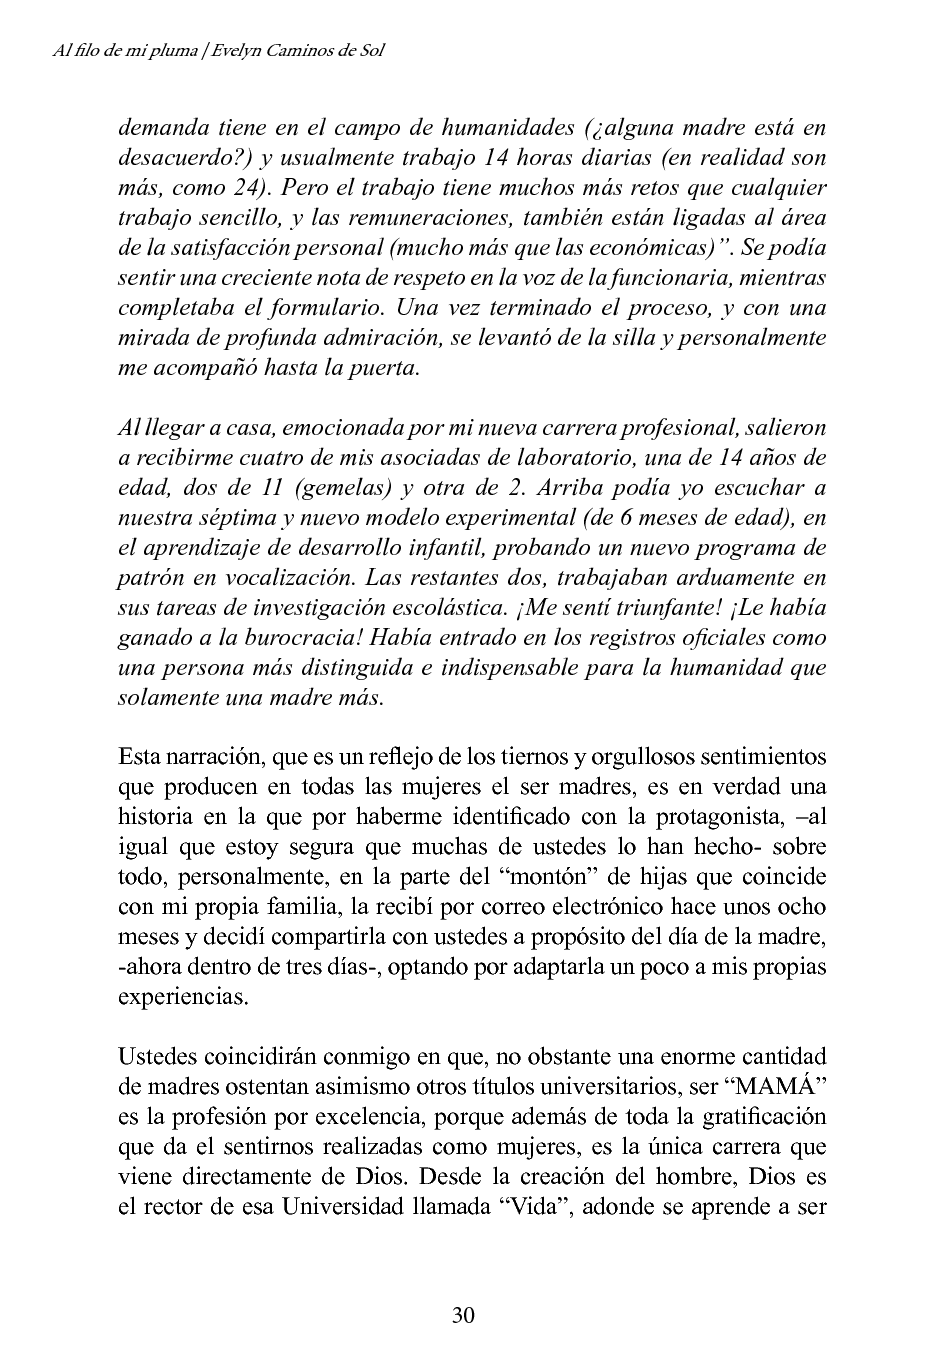 Al filo de mi pluma / Evelyn Caminos de Sol
demanda tiene en el campo de humanidades (¿alguna madre está en
desacuerdo?) y usualmente trabajo 14 horas diarias (en realidad son
más, como 24). Pero el trabajo tiene muchos más retos que cualquier
trabajo sencillo, y las remuneraciones, también están ligadas al área
de la satisfacción personal (mucho más que las económicas)”. Se podía
sentir una creciente nota de respeto en la voz de la funcionaria, mientras
completaba el formulario. Una vez terminado el proceso, y con una
mirada de profunda admiración, se levantó de la silla y personalmente
me acompañó hasta la puerta.
Al llegar a casa, emocionada por mi nueva carrera profesional, salieron
a recibirme cuatro de mis asociadas de laboratorio, una de 14 años de
edad, dos de 11 (gemelas) y otra de 2. Arriba podía yo escuchar a
nuestra séptima y nuevo modelo experimental (de 6 meses de edad), en
el aprendizaje de desarrollo infantil, probando un nuevo programa de
patrón en vocalización. Las restantes dos, trabajaban arduamente en
sus tareas de investigación escolástica. ¡Me sentí triunfante! ¡Le había
ganado a la burocracia! Había entrado en los registros oficiales como
una persona más distinguida e indispensable para la humanidad que
solamente una madre más.
Esta narración, que es un reflejo de los tiernos y orgullosos sentimientos
que producen en todas las mujeres el ser madres, es en verdad una
historia en la que por haberme identificado con la protagonista, –al
igual que estoy segura que muchas de ustedes lo han hecho- sobre
todo, personalmente, en la parte del “montón” de hijas que coincide
con mi propia familia, la recibí por correo electrónico hace unos ocho
meses y decidí compartirla con ustedes a propósito del día de la madre,
-ahora dentro de tres días-, optando por adaptarla un poco a mis propias
experiencias.
Ustedes coincidirán conmigo en que, no obstante una enorme cantidad
de madres ostentan asimismo otros títulos universitarios, ser “MAMÁ”
es la profesión por excelencia, porque además de toda la gratificación
que da el sentirnos realizadas como mujeres, es la única carrera que
viene directamente de Dios. Desde la creación del hombre, Dios es
el rector de esa Universidad llamada “Vida”, adonde se aprende a ser
30